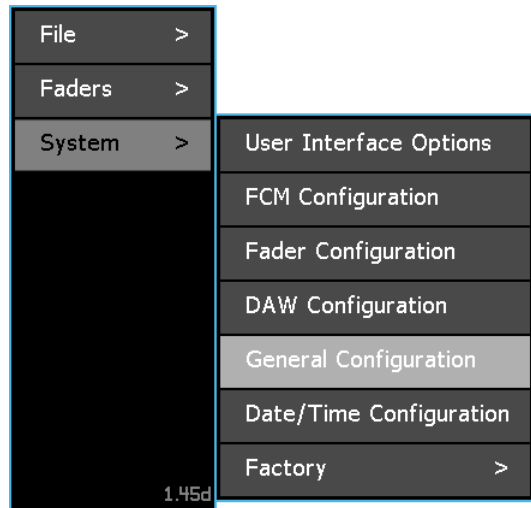 File >
Faders >
System >
User Interface Options
FCM Configuration
Fader Configuration
DAW Configuration
General Configuration
Date/Time Configuration
Factory >
1.45d